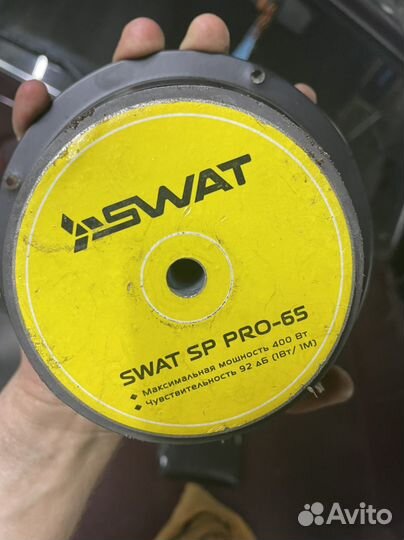 SWAT
SWAT SP PRO-65
Максимальная мощность 400 Вт
Чувствительность 92 дБ (1Вт/ 1М)
Avito